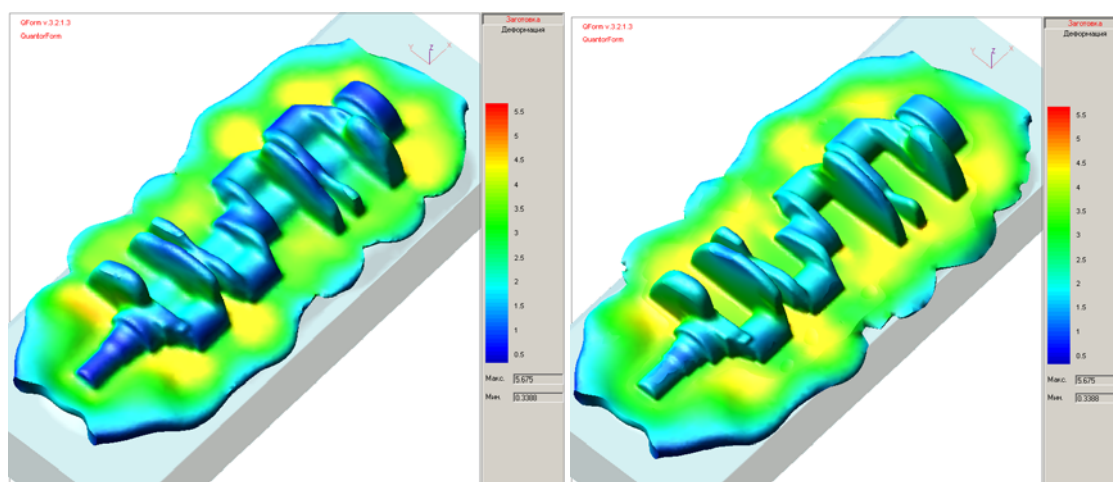 QForm v.3.2.1.3
QuantorForm
Y
Z
X
Заготовка
Деформация
5.5
5
4.5
4
3.5
3
2.5
2
1.5
1
0.5
Макс. 5.675
Мин. 0.3388
QForm v.3.2.1.3
QuantorForm
Y
Z
X
Заготовка
Деформация
5.5
5
4.5
4
3.5
3
2.5
2
1.5
1
0.5
Макс. 5.675
Мин. 0.3388